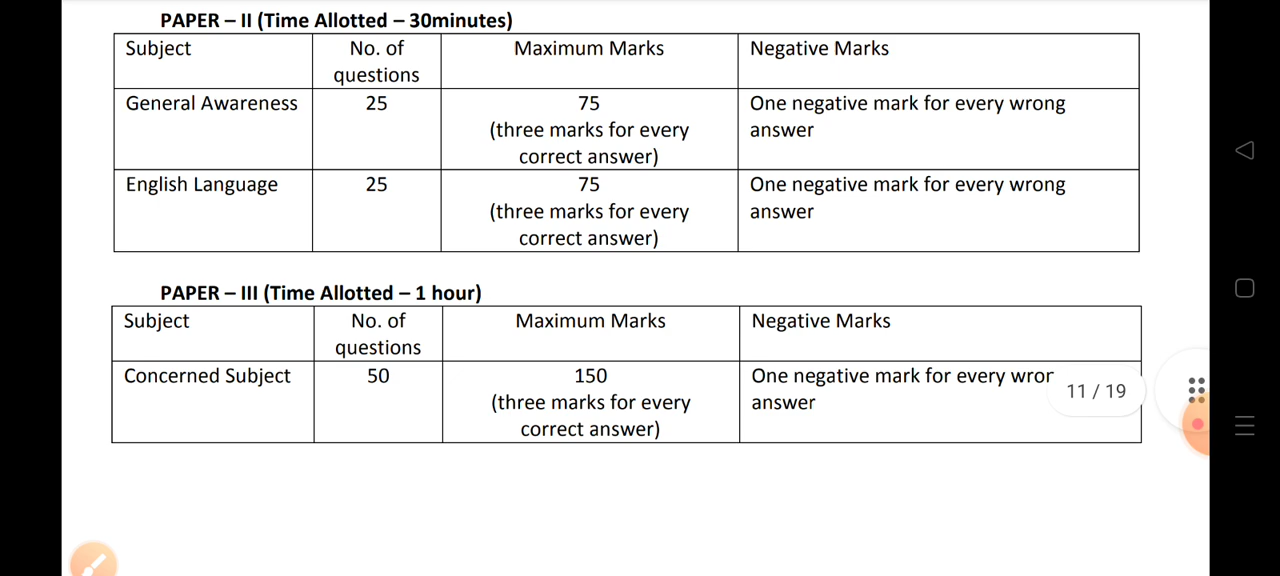 PAPER – II (Time Allotted – 30minutes)
Subject
No. of
questions
Maximum Marks
Negative Marks
General Awareness
25
75
(three marks for every
correct answer)
One negative mark for every wrong
answer
English Language
25
75
(three marks for every
correct answer)
One negative mark for every wrong
answer
PAPER – III (Time Allotted – 1 hour)
Subject
No. of
questions
Maximum Marks
Negative Marks
Concerned Subject
50
150
(three marks for every
correct answer)
One negative mark for every
answer
11 / 19